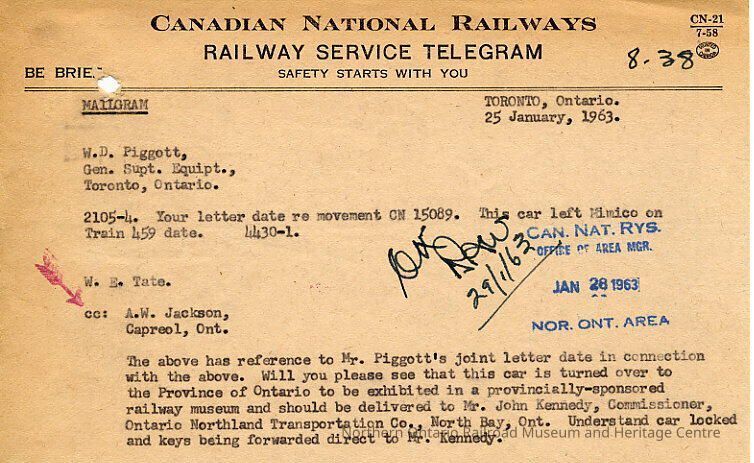 CANADIAN NATIONAL RAILWAYS
CN-21
7-58
RAILWAY SERVICE TELEGRAM
8-38
BE BRIE
SAFETY STARTS WITH YOU
MAILGRAM
TORONTO, Ontario.
25 January, 1963.
W.D. Piggott,
Gen. Supt. Equipt.,
Toronto, Ontario.
2105-4. Your letter date re movement CN 15089. This car left Mimico on
Train 459 date. 4430-1.
29/1/63
CAN. NAT. RYS.
OFFICE OF AREA MGR.
JAN 28 1963
NOR. ONT. AREA
W. E. Tate.
cc: A.W. Jackson,
Capreol, Ont.
The above has reference to Mr. Piggott's joint letter date in connection
with the above. Will you please see that this car is turned over to
the Province of Ontario to be exhibited in a provincially-sponsored
railway museum and should be delivered to Mr. John Kennedy, Commissioner,
Ontario Northland Transportation Co., North Bay, Ont. Understand car locked
and keys being forwarded direct to Mr. Kennedy.
Northern Ontario Railroad Museum and Heritage Centre